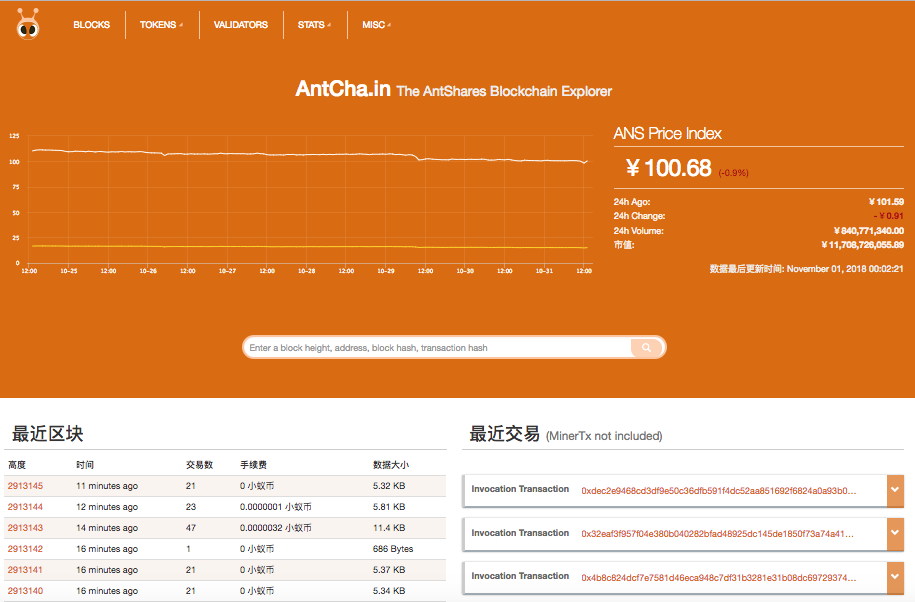 BLOCKS TOKENS VALIDATORS STATS MISC
AntCha.in The AntShares Blockchain Explorer
125
100
75
50
25
0
12:00 10-25 12:00 10-26 12:00 10-27 12:00 10-28 12:00 10-29 12:00 10-30 12:00 10-31 12:00
ANS Price Index
¥ 100.68 (-0.9%)
24h Ago: ¥ 101.59
24h Change: - ¥ 0.91
24h Volume: ¥ 840,771,340.00
市值: ¥ 11,708,726,055.69
数据最后更新时间: November 01, 2018 00:02:21
Enter a block height, address, block hash, transaction hash
最近区块
高度 时间 交易数 手续费 数据大小
2913145 11 minutes ago 21 0 小蚁币 5.32 KB
2913144 12 minutes ago 23 0.0000001 小蚁币 5.81 KB
2913143 14 minutes ago 47 0.0000032 小蚁币 11.4 KB
2913142 16 minutes ago 1 0 小蚁币 686 Bytes
2913141 16 minutes ago 21 0 小蚁币 5.37 KB
2913140 16 minutes ago 21 0 小蚁币 5.34 KB
最近交易 (MinerTx not included)
Invocation Transaction 0xdec2e9468cd3df9e50c36dfb591f4dc52aa851692f6824a0a93b0...
Invocation Transaction 0x32eaf3f957f04e380b040282bfad48925dc145de1850f73a74a41...
Invocation Transaction 0x4b8c824dcf7e7581d46eca948c7df31b3281e31b08dc69729374...